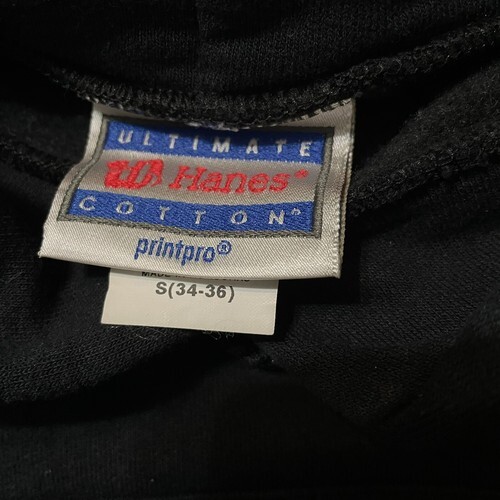 ULTIMATE
Hanes®
COTTON®
printpro®
S(34-36)